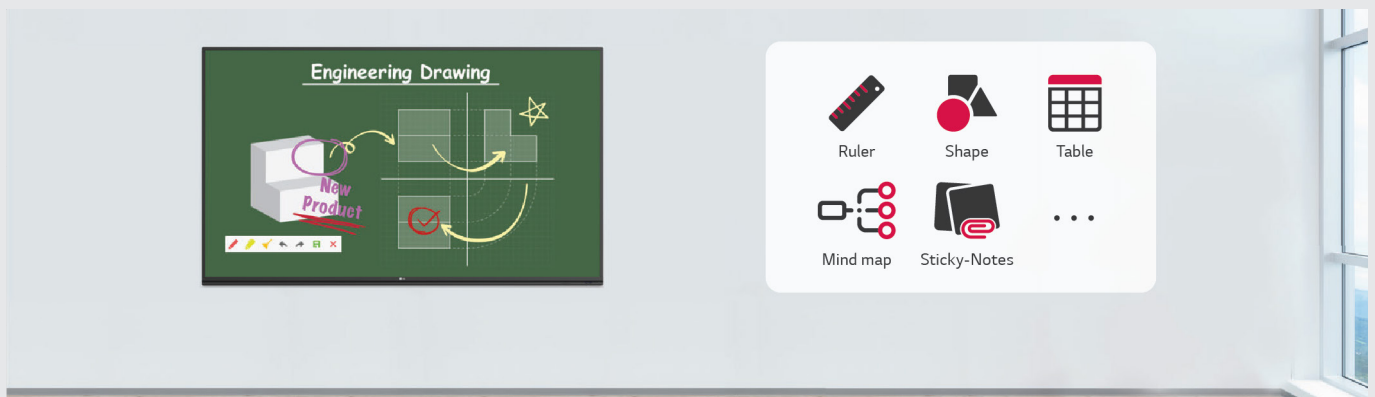 Engineering Drawing
New
Product
Ruler
Shape
Table
Mind map
Sticky-Notes
...